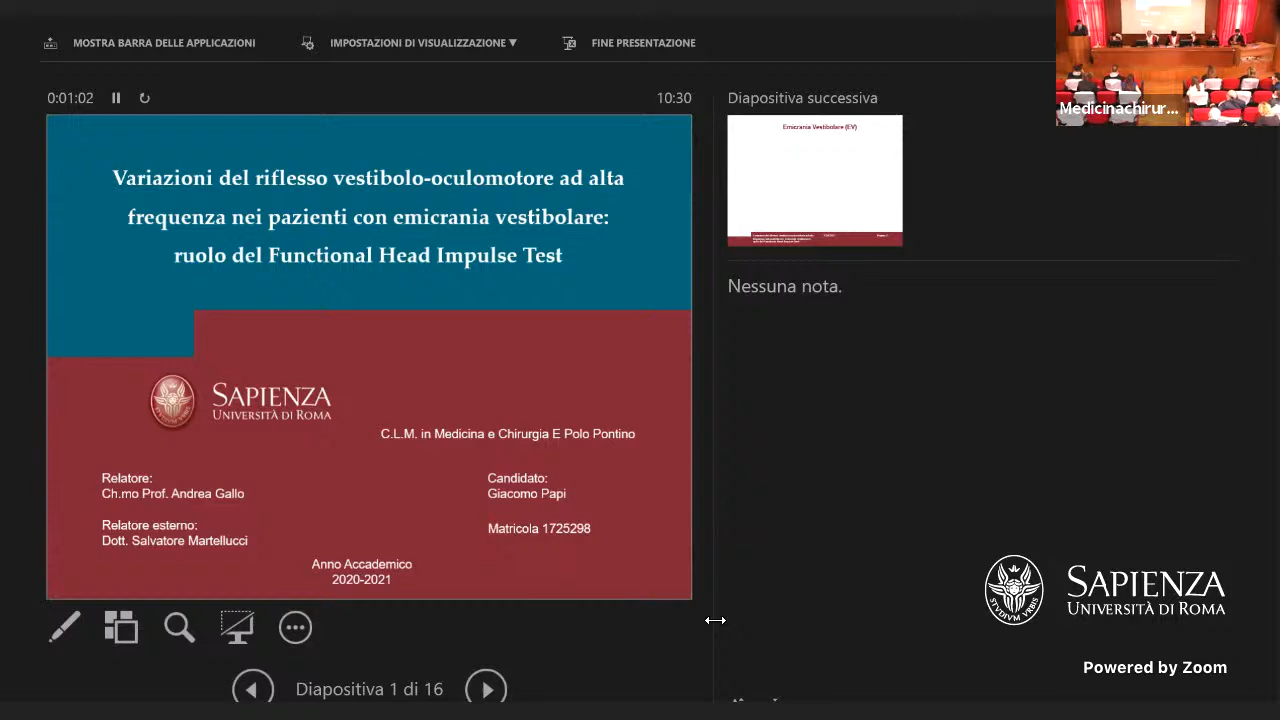 MOSTRA BARRA DELLE APPLICAZIONI
IMPOSTAZIONI DI VISUALIZZAZIONE ▼
FINE PRESENTAZIONE
Medicinachirur...
0:01:02
10:30
Diapositiva successiva
Variazioni del riflesso vestibolo-oculomotore ad alta
frequenza nei pazienti con emicrania vestibolare:
ruolo del Functional Head Impulse Test
SAPIENZA
UNIVERSITÀ DI ROMA
C.L.M. in Medicina e Chirurgia E Polo Pontino
Relatore:
Ch.mo Prof. Andrea Gallo
Candidato:
Giacomo Papi
Relatore esterno:
Dott. Salvatore Martellucci
Matricola 1725298
Anno Accademico
2020-2021
Emicrania Vestibolare (EV)
Nessuna nota.
Diapositiva 1 di 16
STVDIVM VRBIS
SAPIENZA
UNIVERSITÀ DI ROMA
Powered by Zoom